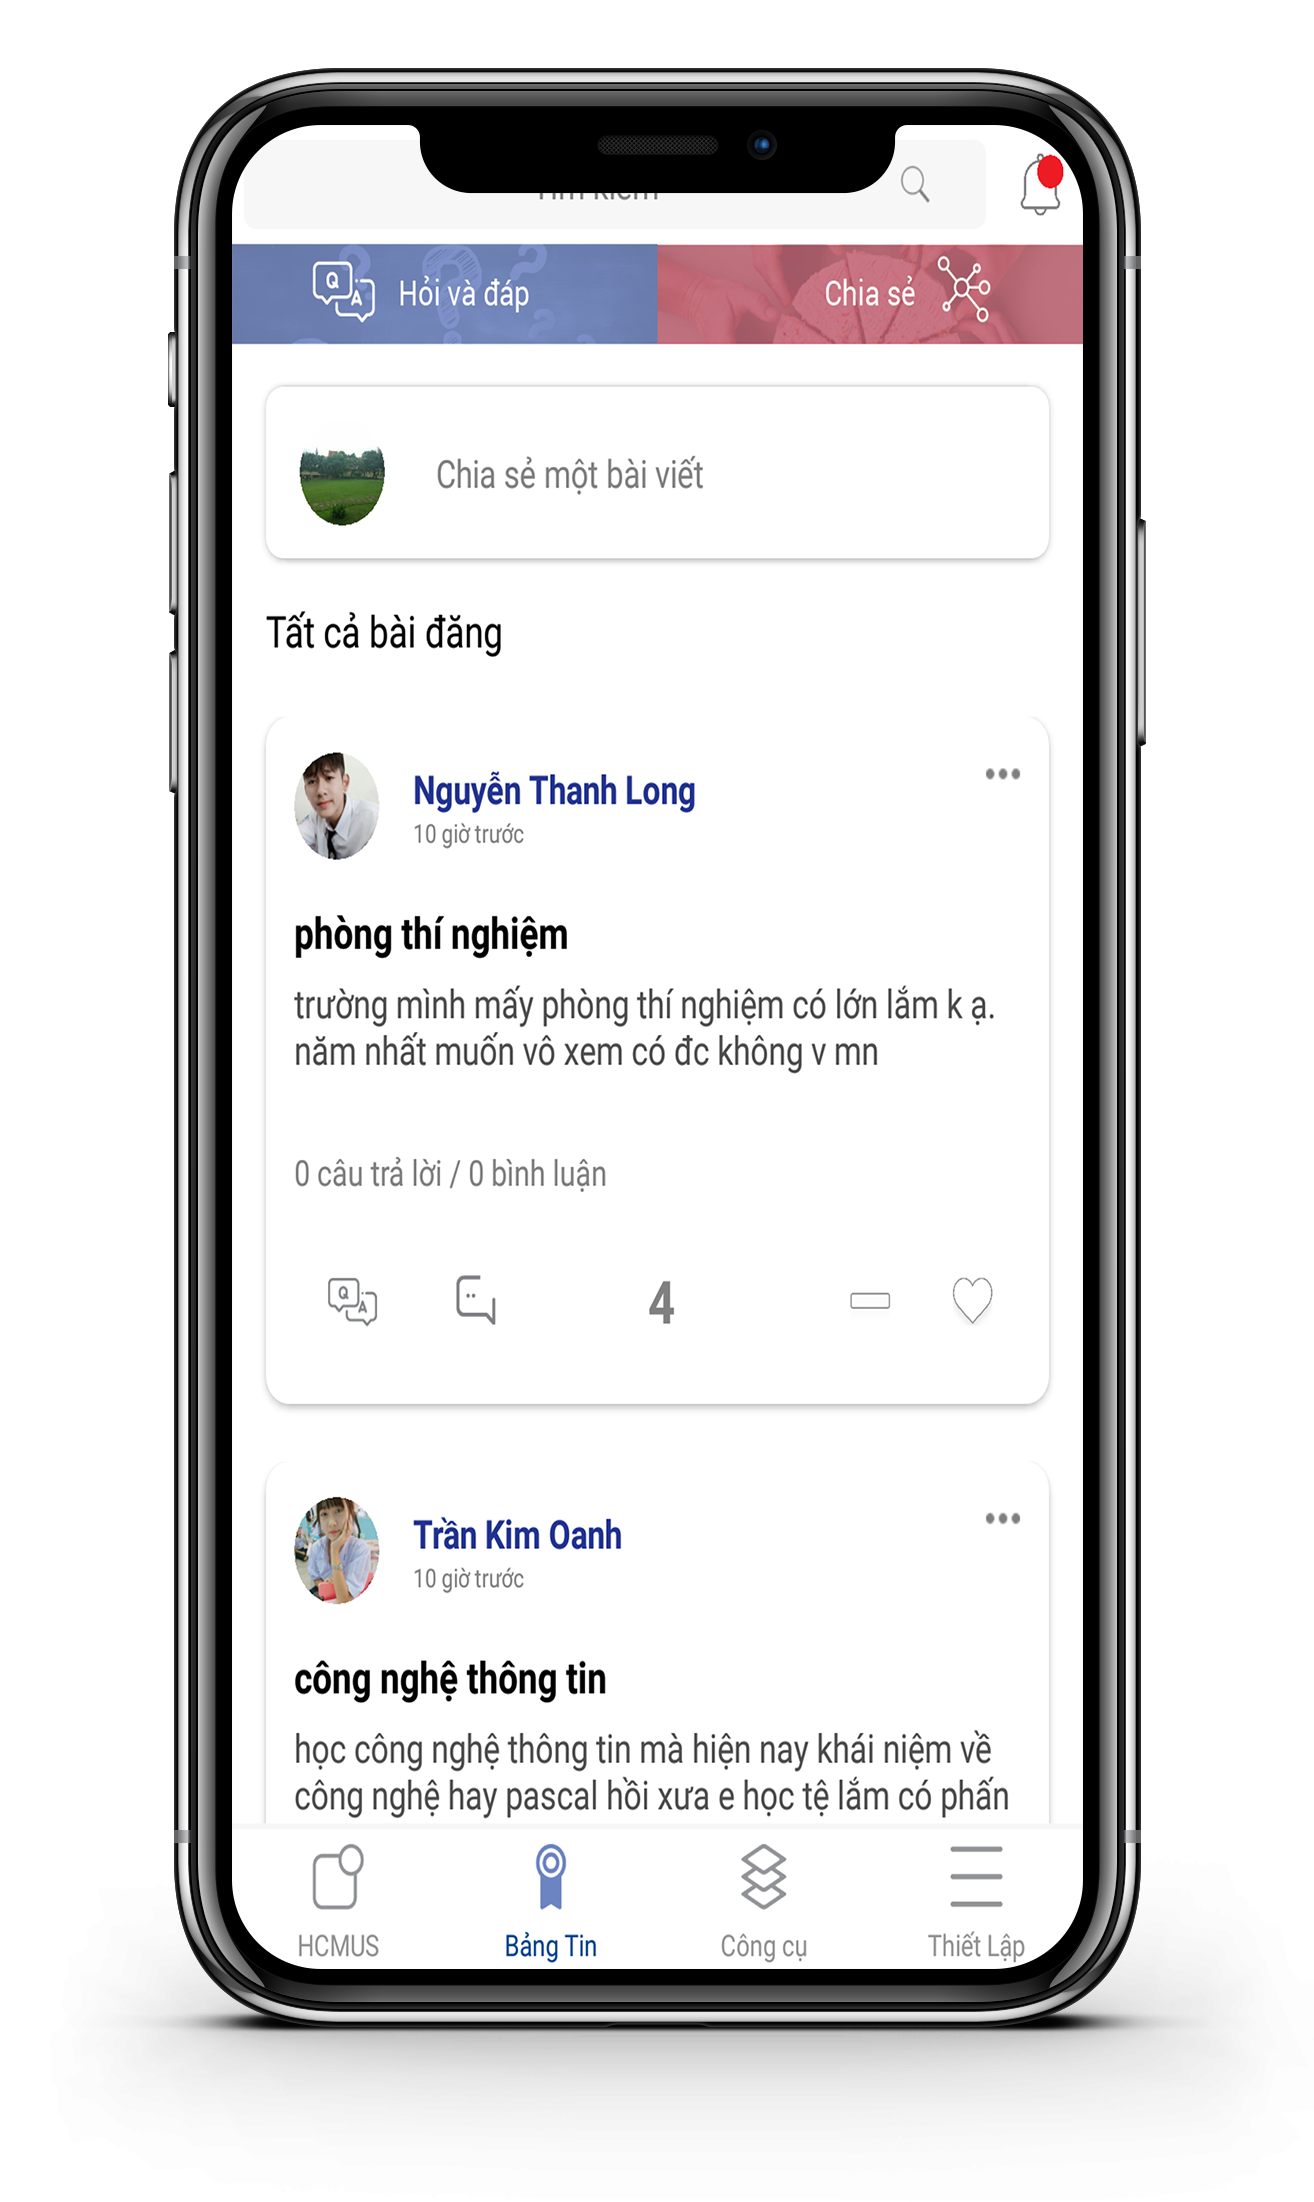 Hỏi và đáp
Chia sẻ
Chia sẻ một bài viết
Tất cả bài đăng
Nguyễn Thanh Long
10 giờ trước
phòng thí nghiệm
trường mình mấy phòng thí nghiệm có lớn lắm k ạ.
năm nhất muốn vô xem có đc không v mn
0 câu trả lời / 0 bình luận
Q A
4
Trần Kim Oanh
10 giờ trước
công nghệ thông tin
học công nghệ thông tin mà hiện nay khái niệm về
công nghệ hay pascal hồi xưa e học tệ lắm có phấn
HCMUS
Bảng Tin
Công cụ
Thiết Lập